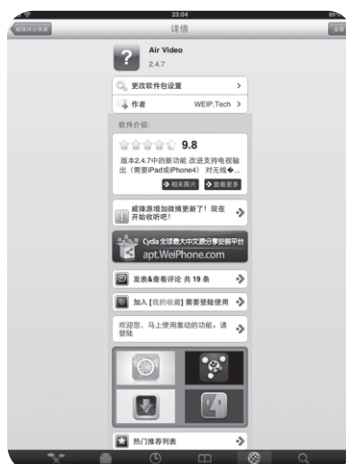 23:04
详情
安装
Air Video
2.4.7
更改软件包设置
作者 WEIP.Tech
软件介绍:
9.8
版本2.4.7中的新功能 改进支持电视输
出（需要iPad或iPhone4） 对无线�...
相关照片 查看更多
威锋源增加微博更新了！现在
开始收听吧！
Cydia 全球最大中文源分享安装平台
apt.WeiPhone.com
发表&查看评论 共 19 条
加入 [我的收藏] 需要登陆使用
欢迎您。马上使用激动的功能。请
登陆
热门推荐列表